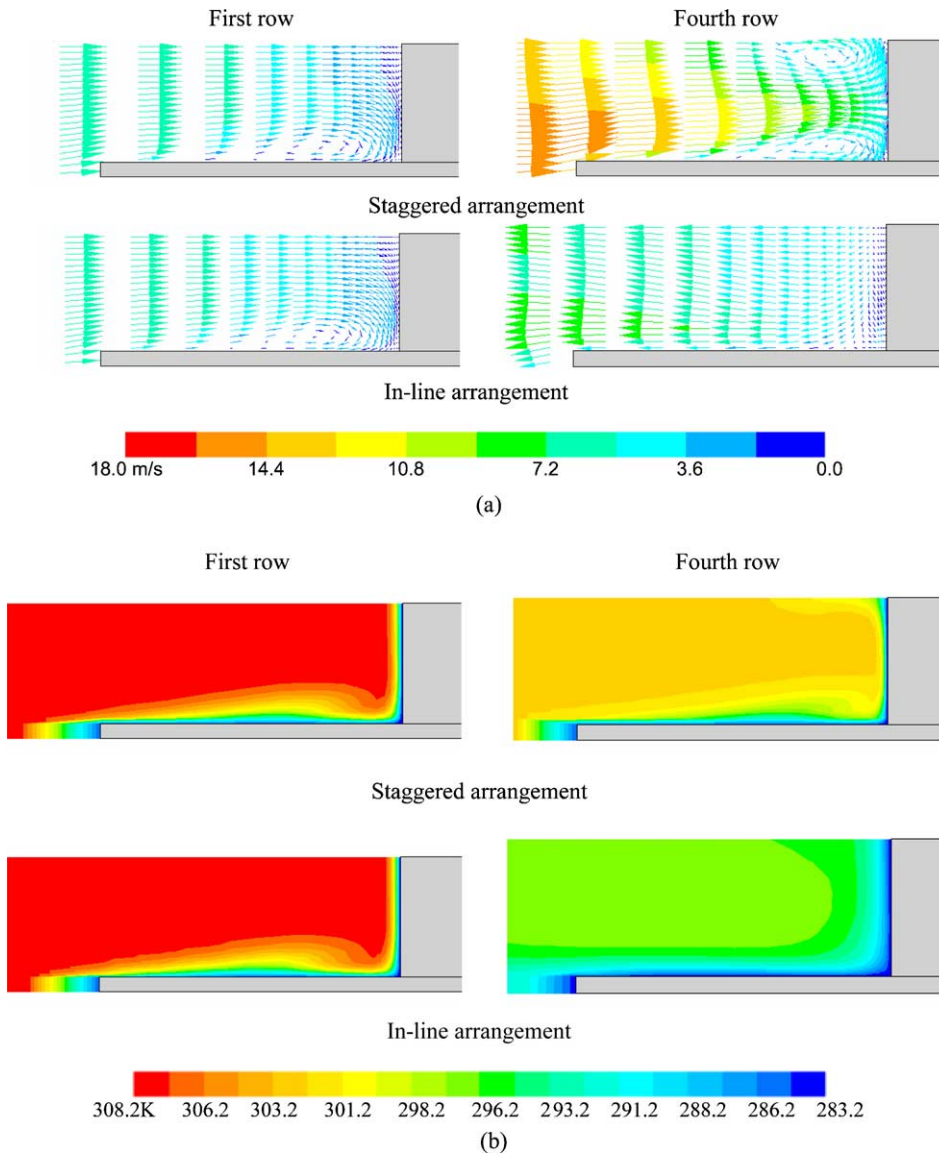 First row Fourth row
Staggered arrangement
In-line arrangement
18.0 m/s 14.4 10.8 7.2 3.6 0.0
(a)
First row Fourth row
Staggered arrangement
In-line arrangement
308.2K 306.2 303.2 301.2 298.2 296.2 293.2 291.2 288.2 286.2 283.2
(b)